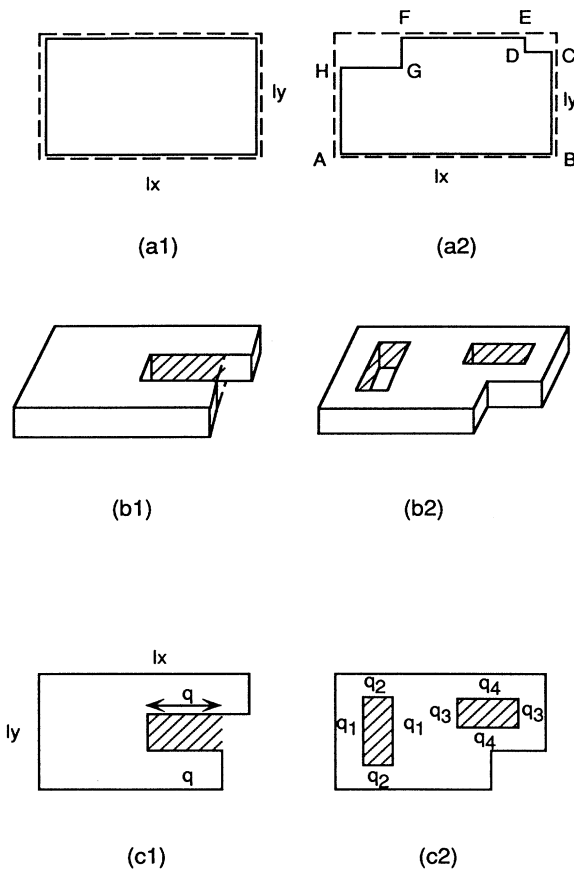 F E
H G D C
ly ly
A B
lx lx
(a1) (a2)
(b1) (b2)
lx
q q2 q4
ly q1 q1 q3 q3
q4
q q2
(c1) (c2)